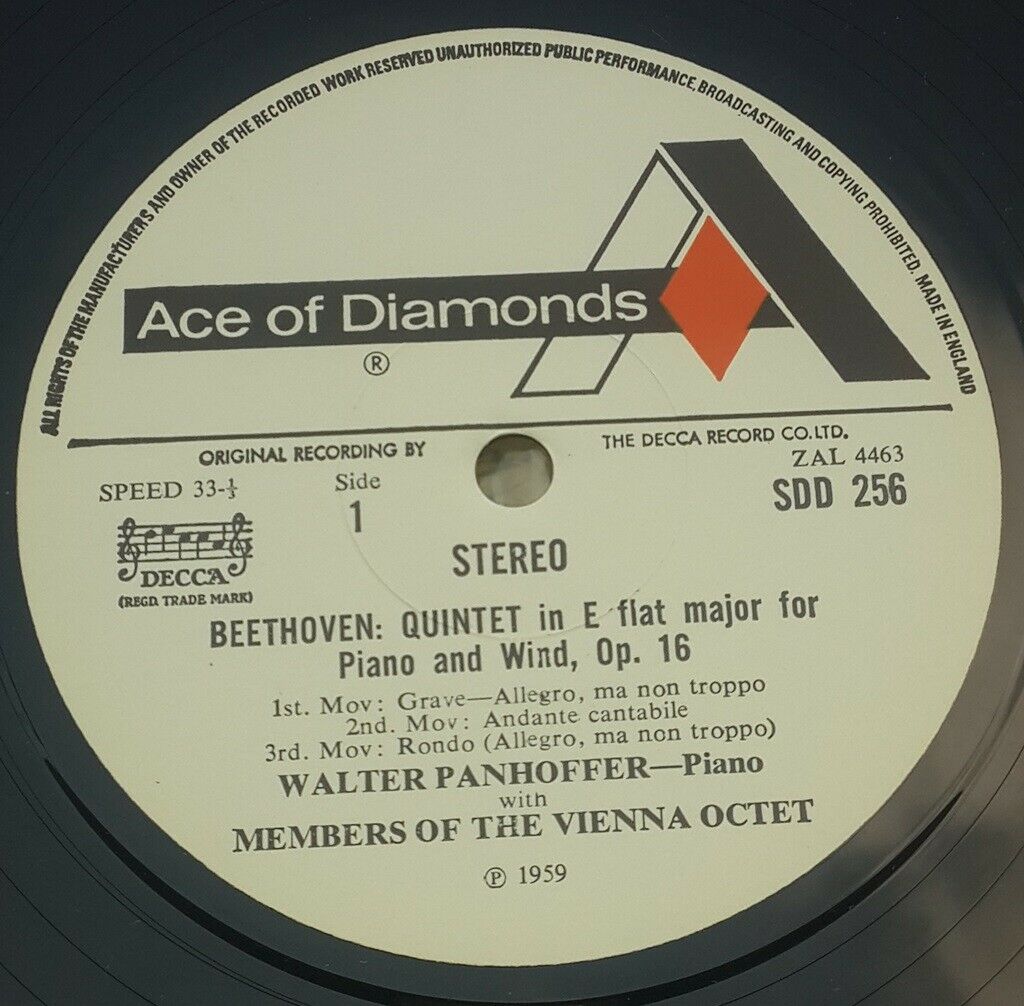 ALL RIGHTS OF THE MANUFACTURERS AND OWNER OF THE RECORDED WORK RESERVED UNAUTHORIZED PUBLIC PERFORMANCE, BROADCASTING AND COPYING PROHIBITED. MADE IN ENGLAND
Ace of Diamonds
®
ORIGINAL RECORDING BY THE DECCA RECORD CO.LTD.
ZAL 4463
SPEED 33-⅓ Side SDD 256
1
DECCA
(REGD. TRADE MARK)
STEREO
BEETHOVEN: QUINTET in E flat major for
Piano and Wind, Op. 16
1st. Mov: Grave—Allegro, ma non troppo
2nd. Mov: Andante cantabile
3rd. Mov: Rondo (Allegro, ma non troppo)
WALTER PANHOFFER—Piano
with
MEMBERS OF THE VIENNA OCTET
℗ 1959